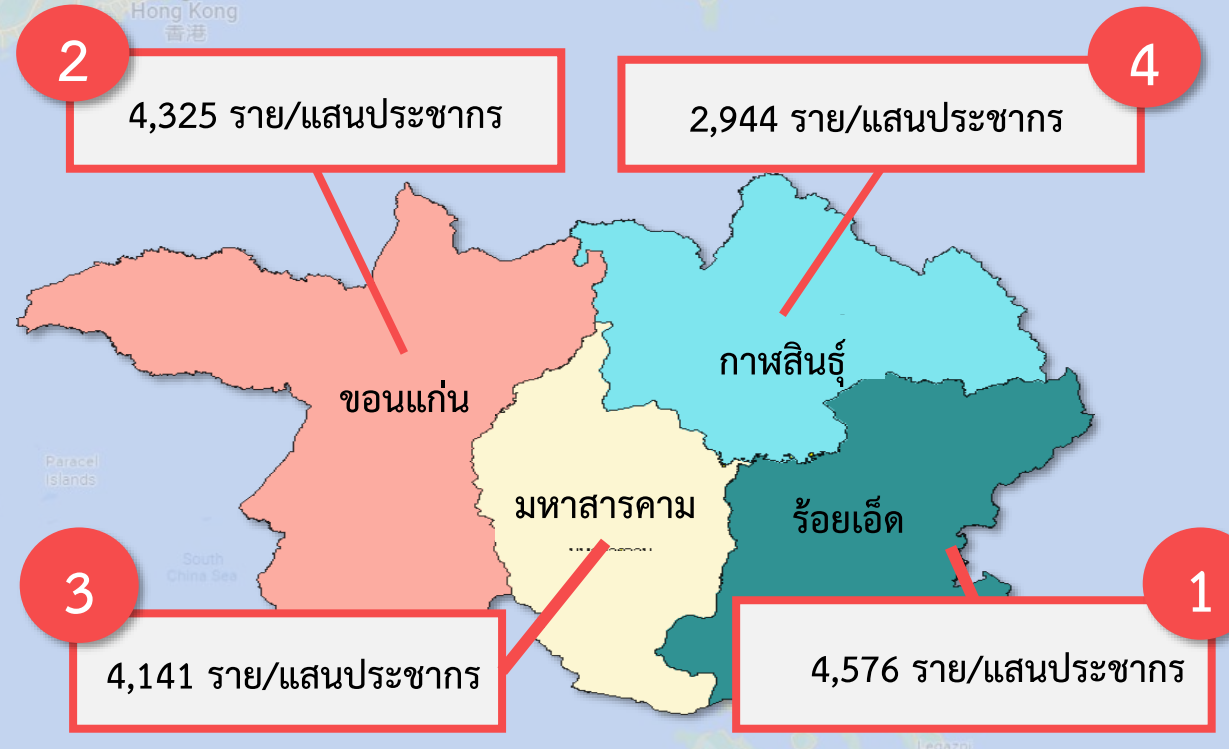 Hong Kong
香港
2
4,325 ราย/แสนประชากร
4
2,944 ราย/แสนประชากร
กาฬสินธุ์
ขอนแก่น
Paracel
Islands
มหาสารคาม
ร้อยเอ็ด
South
China Sea
3
4,141 ราย/แสนประชากร
1
4,576 ราย/แสนประชากร
Legazpi